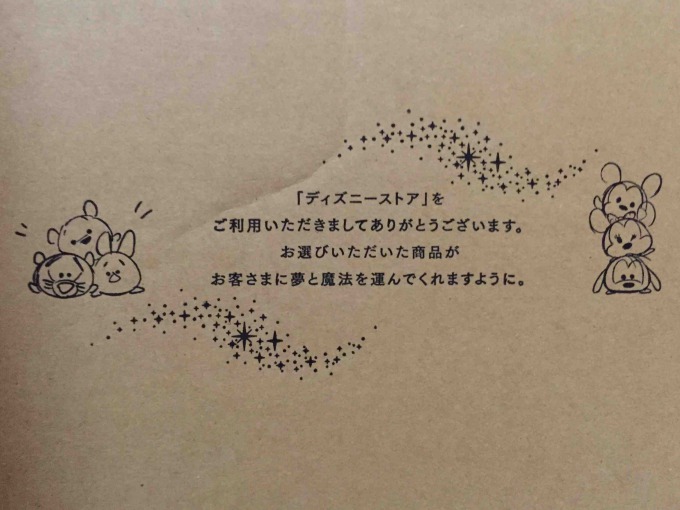 「ディズニーストア」を
ご利用いただきましてありがとうございます。
お選びいただいた商品が
お客さまに夢と魔法を運んでくれますように。